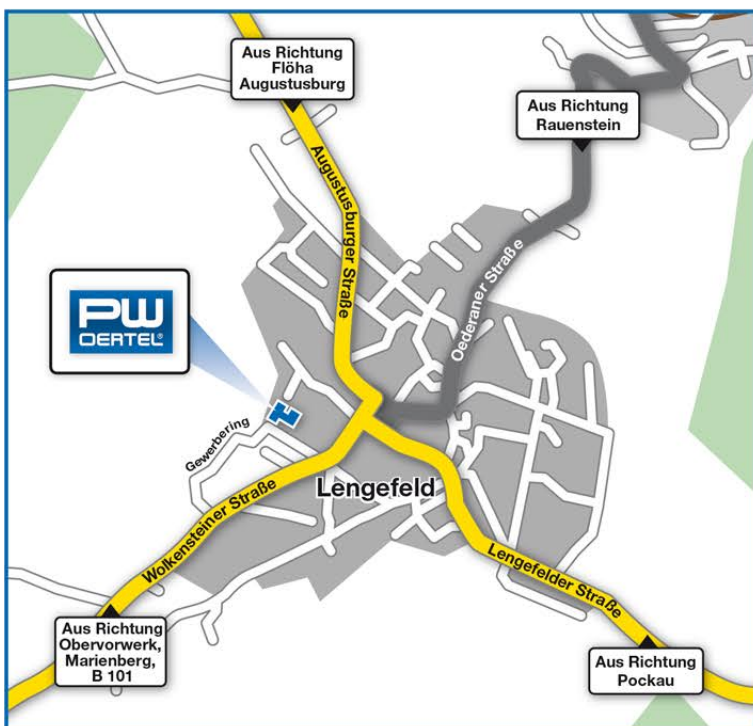 Aus Richtung
Flöha
Augustusburg
Aus Richtung
Rauenstein
Augustusburger Straße
Oederaner Straße
PW
OERTEL®
Gewerbering
Lengefeld
Wolkensteiner Straße
Lengefelder Straße
Aus Richtung
Obervorwerk,
Marienberg,
B 101
Aus Richtung
Pockau